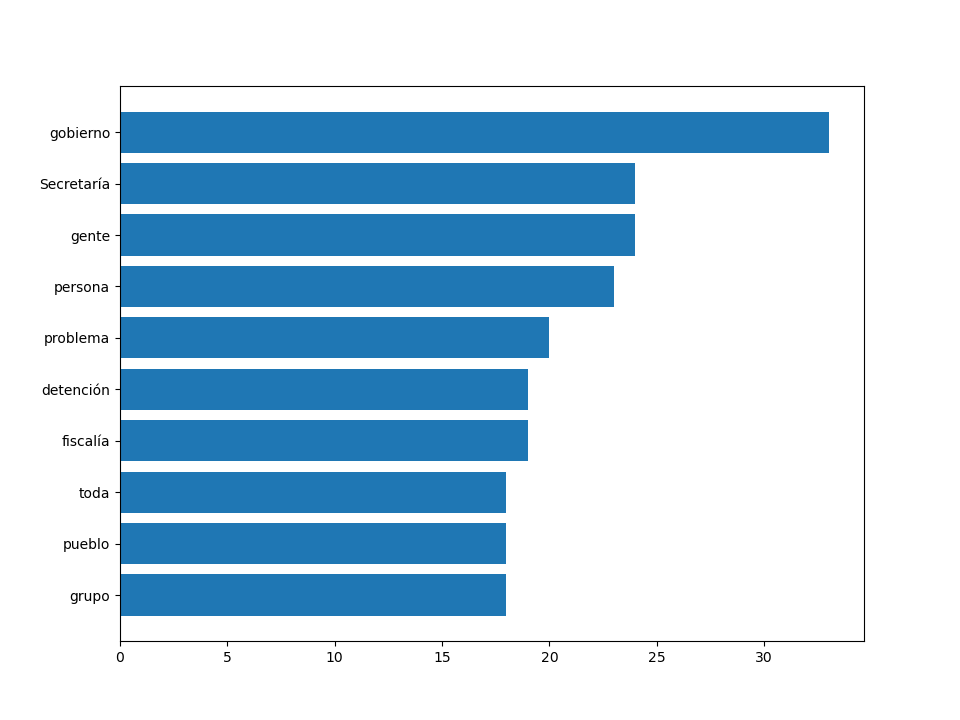 gobierno
Secretaría
gente
persona
problema
detención
fiscalía
toda
pueblo
grupo
0 5 10 15 20 25 30